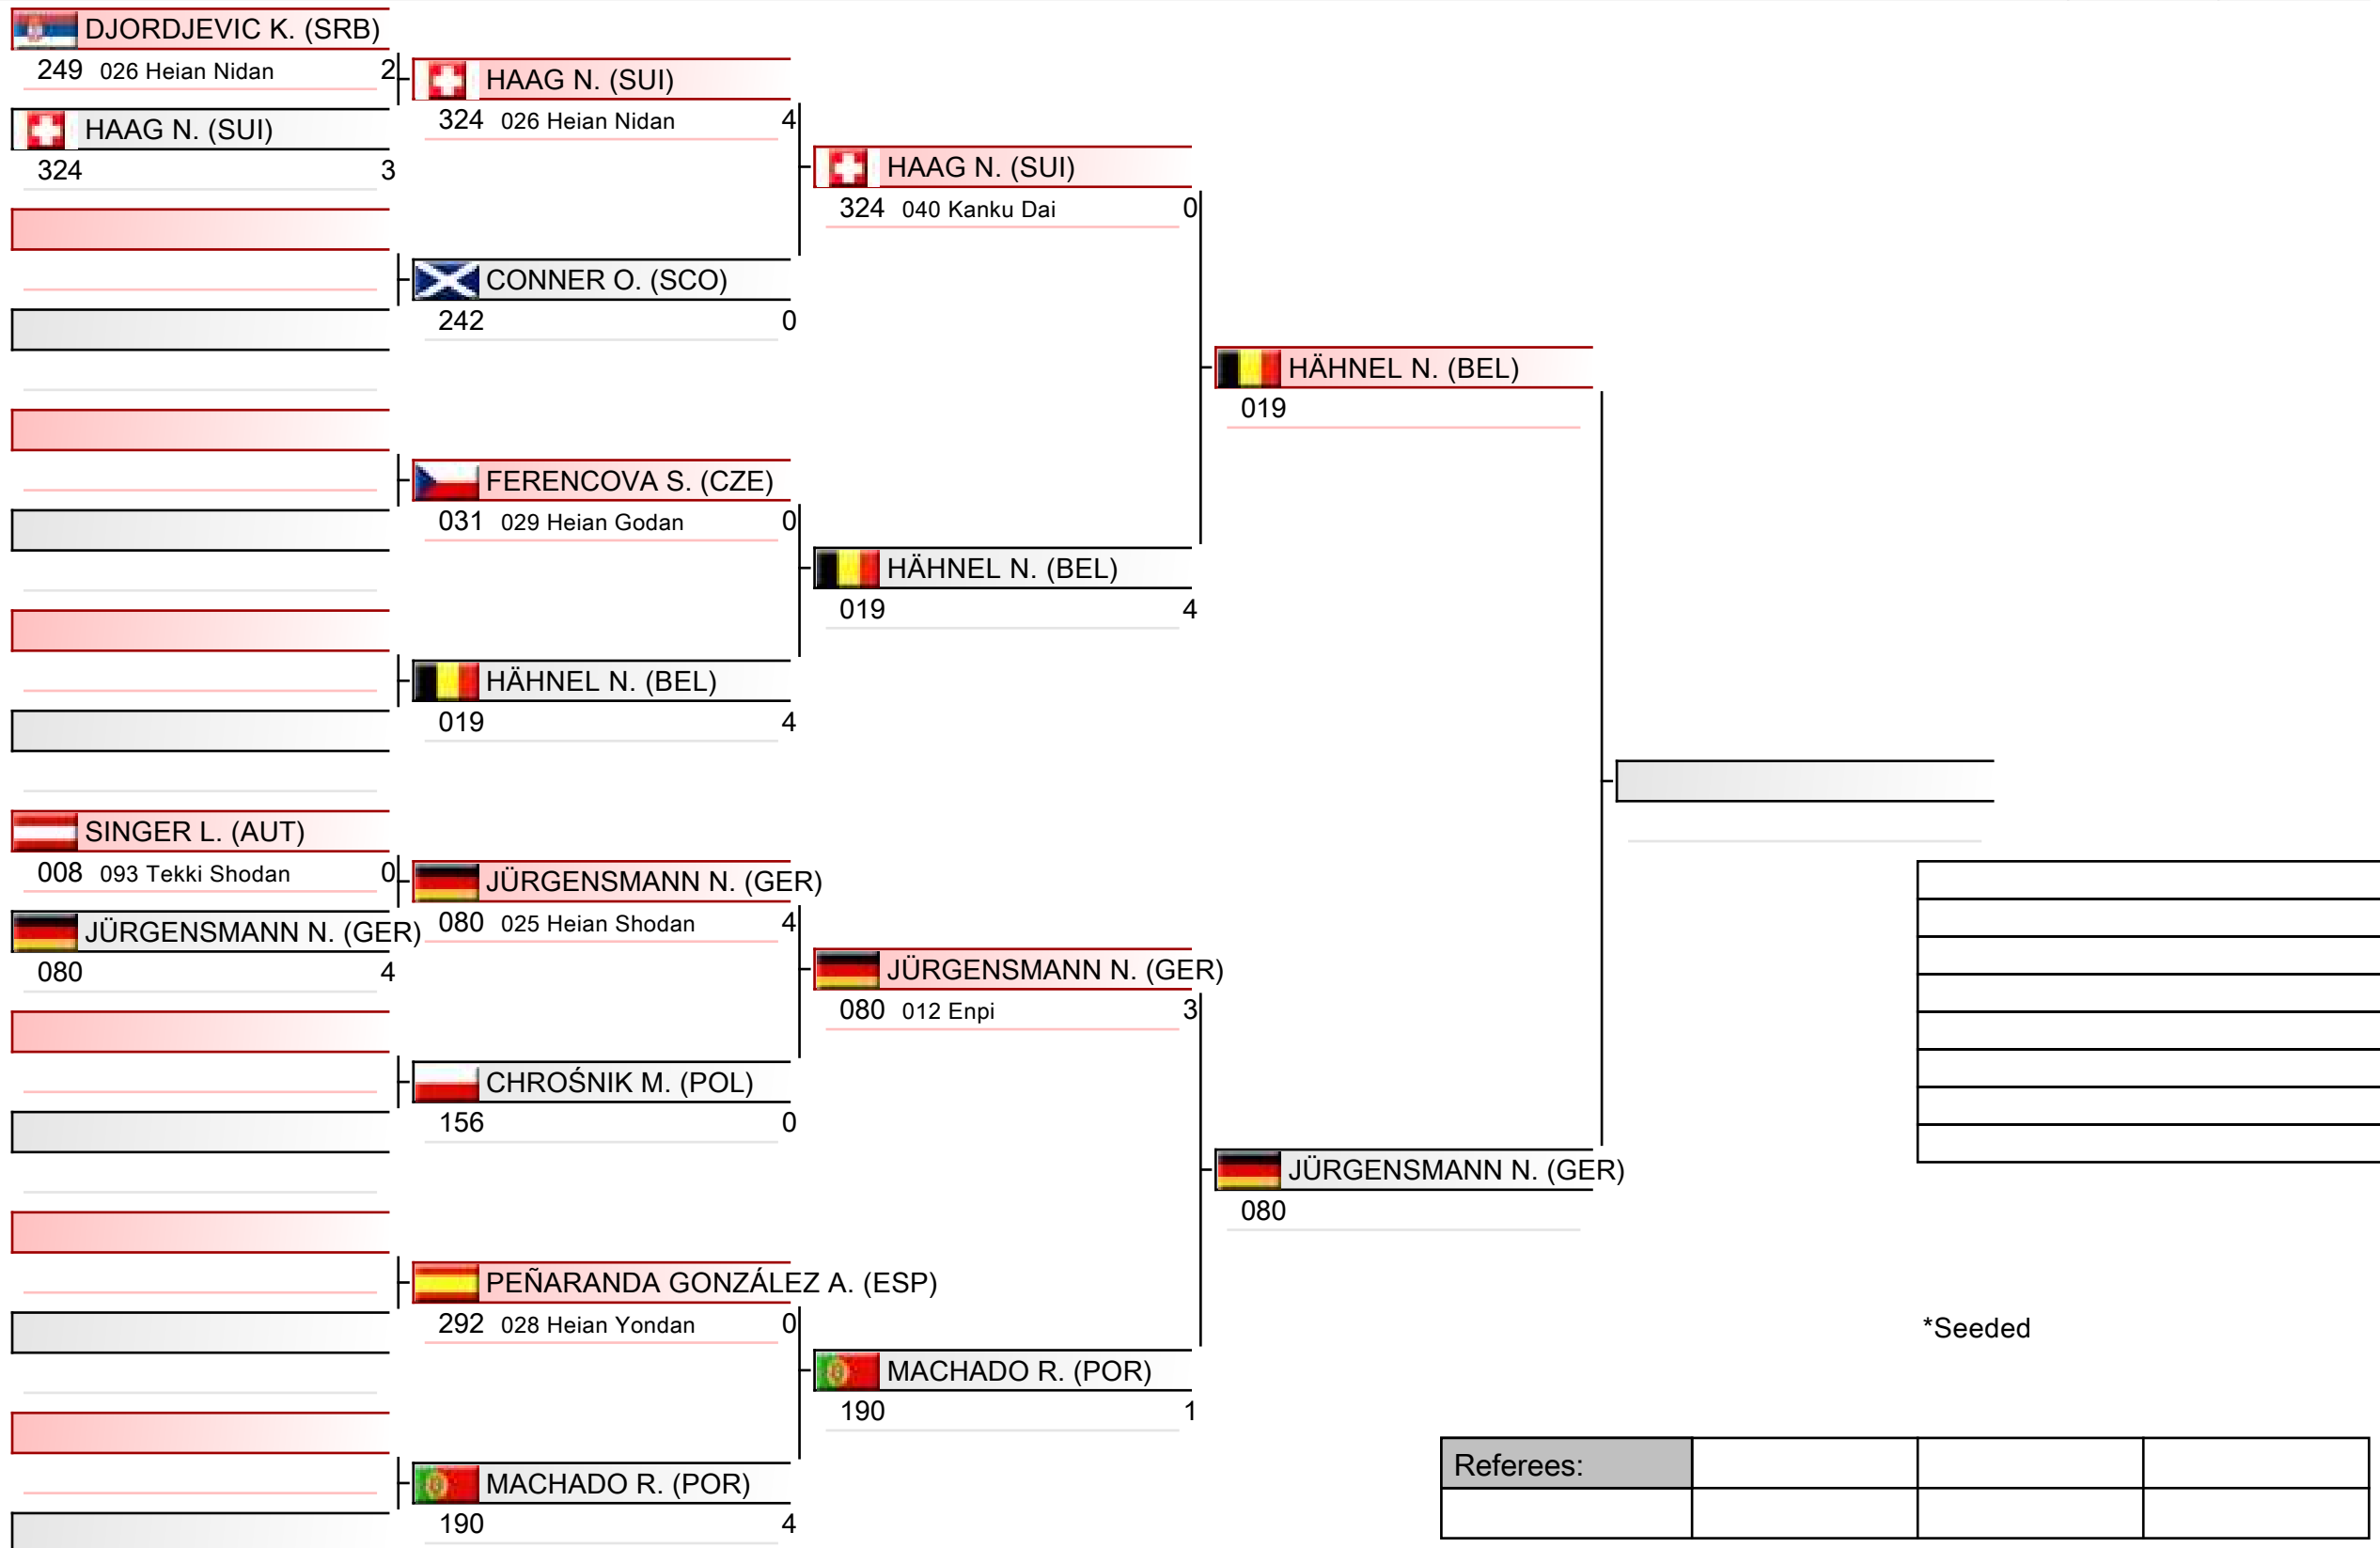 DJORDJEVIC K. (SRB)
249 026 Heian Nidan 2
HAAG N. (SUI)
324 3
SINGER L. (AUT)
008 093 Tekki Shodan 0
JÜRGENSMANN N. (GER)
080 4
HAAG N. (SUI)
324 026 Heian Nidan 4
CONNER O. (SCO)
242 0
FERENCOVA S. (CZE)
031 029 Heian Godan 0
HÄHNEL N. (BEL)
019 4
JÜRGENSMANN N. (GER)
080 025 Heian Shodan 4
CHROŚNIK M. (POL)
156 0
PEÑARANDA GONZÁLEZ A. (ESP)
292 028 Heian Yondan 0
MACHADO R. (POR)
190 4
HAAG N. (SUI)
324 040 Kanku Dai 0
HÄHNEL N. (BEL)
019 4
JÜRGENSMANN N. (GER)
080 012 Enpi 3
MACHADO R. (POR)
190 1
HÄHNEL N. (BEL)
019
JÜRGENSMANN N. (GER)
080
*Seeded
Referees: